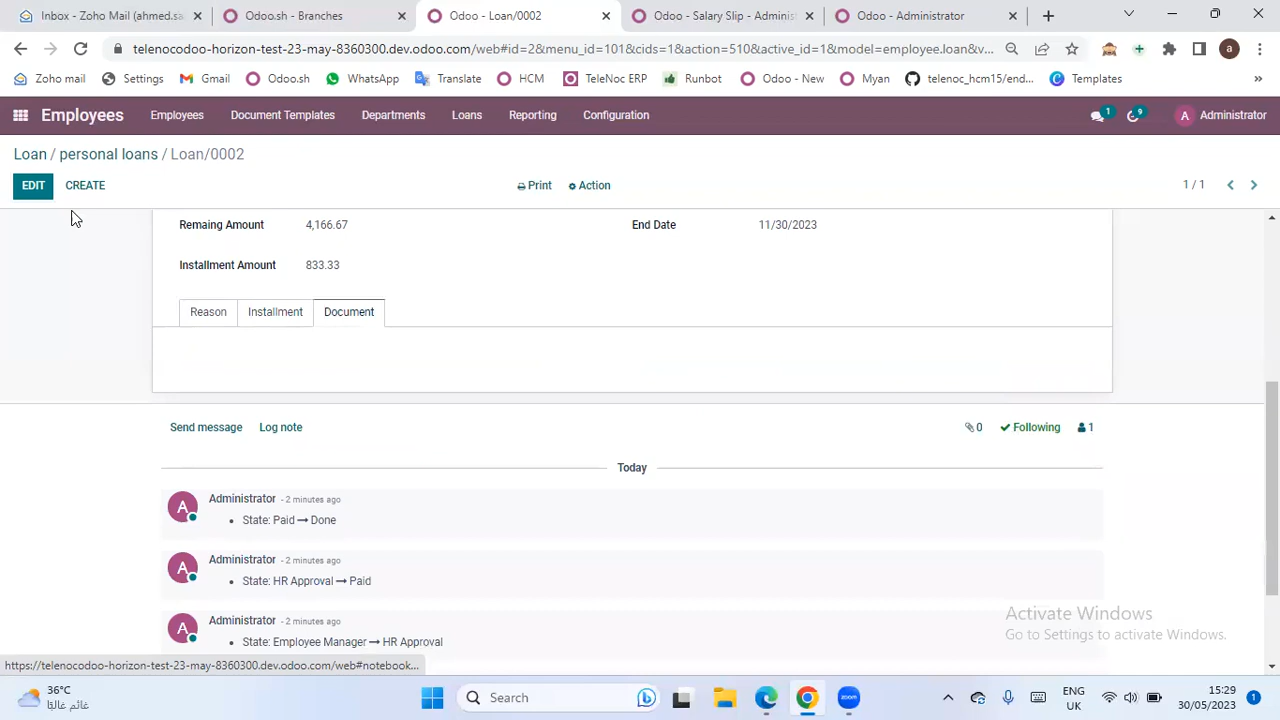 Inbox - Zoho Mail (ahmed.sa
Odoo.sh - Branches
Odoo - Loan/0002
Odoo - Salary Slip - Adminis
Odoo - Administrator
telenocodoo-horizon-test-23-may-8360300.dev.odoo.com/web#id=2&menu_id=101&cids=1&action=510&active_id=1&model=employee.loan&v...
a
Zoho mail
Settings
Gmail
Odoo.sh
WhatsApp
Translate
HCM
TeleNoc ERP
Runbot
Odoo - New
Myan
telenoc_hcm15/end...
Templates
»
Employees
Employees
Document Templates
Departments
Loans
Reporting
Configuration
1
9
A
Administrator
Loan / personal loans / Loan/0002
EDIT
CREATE
Print
Action
1 / 1
Remaing Amount
4,166.67
End Date
11/30/2023
Installment Amount
833.33
Reason
Installment
Document
Send message
Log note
0
Following
1
Today
A
Administrator - 2 minutes ago
State: Paid → Done
A
Administrator - 2 minutes ago
State: HR Approval → Paid
A
Administrator - 2 minutes ago
State: Employee Manager → HR Approval
Activate Windows
Go to Settings to activate Windows.
https://telenocodoo-horizon-test-23-may-8360300.dev.odoo.com/web#notebook...
36°C
غائم غالبًا
Search
zoom
ENG
UK
15:29
30/05/2023
1